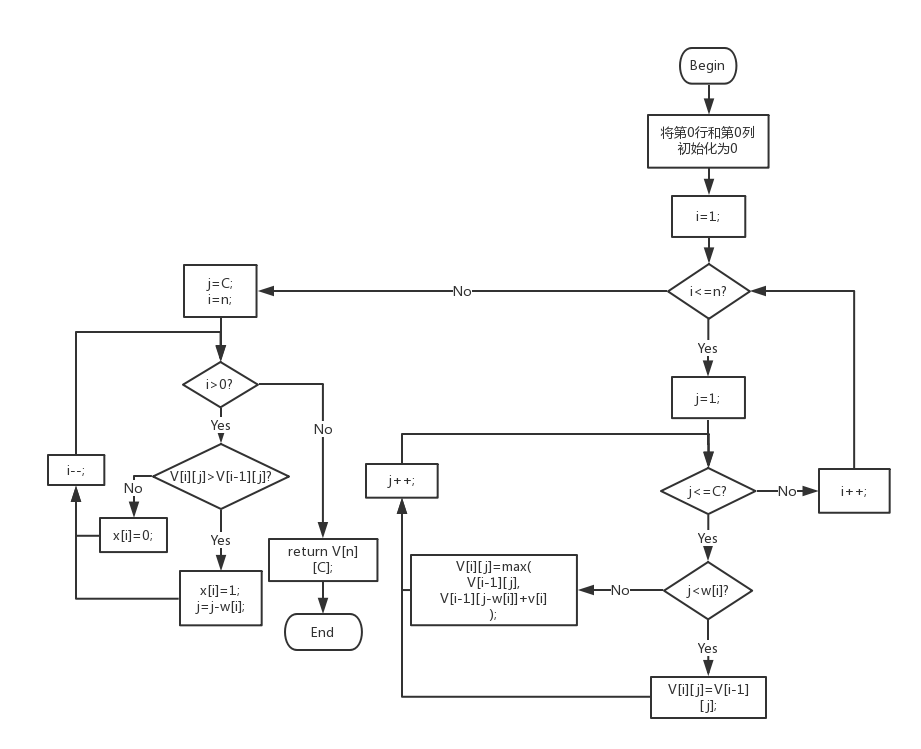 Begin
将第0行和第0列
初始化为0
i=1;
i<=n?
No
Yes
j=C;
i=n;
i>0?
No
Yes
V[i][j]>V[i-1][j]?
No
x[i]=0;
Yes
x[i]=1;
j=j-w[i];
i--;
return V[n]
[C];
End
j=1;
j<=C?
No
i++;
Yes
j<w[i]?
No
V[i][j]=max(
V[i-1][j],
V[i-1][j-w[i]]+v[i]
);
Yes
V[i][j]=V[i-1]
[j];
j++;